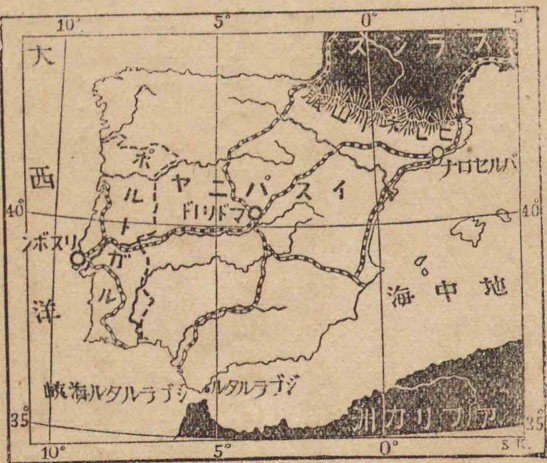 10°
5°
0°
5°
大西洋
フランス
ピレネー山脈
バルセロナ
ポルトガル
イスパニヤ
マドリード
40°
40°
リスボン
地中海
ジブラルタル海峡
ジブラルタル
アフリカ洲
35°
35°
10°
5°
0°